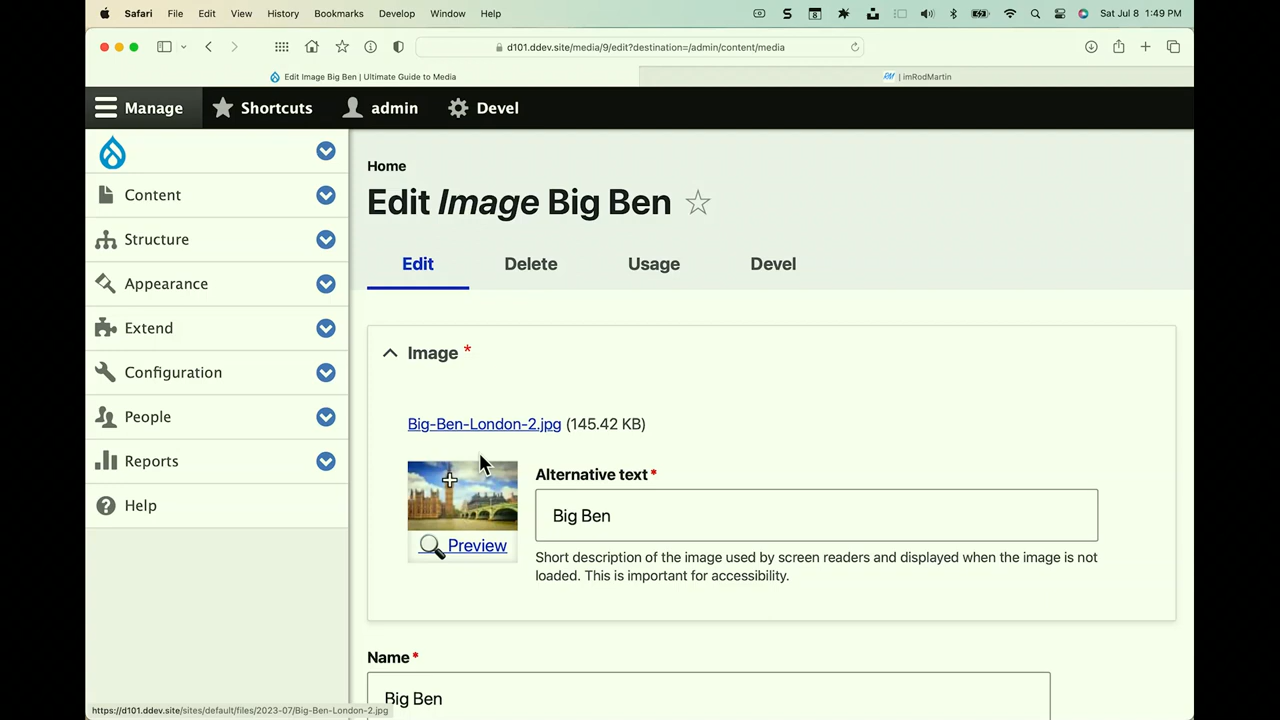 Safari File Edit View History Bookmarks Develop Window Help Sat Jul 8 1:49 PM
d101.ddev.site/media/9/edit?destination=/admin/content/media
Edit Image Big Ben | Ultimate Guide to Media
| imRodMartin
Manage Shortcuts admin Devel
Content
Structure
Appearance
Extend
Configuration
People
Reports
Help
Home
Edit Image Big Ben
Edit Delete Usage Devel
Image *
Big-Ben-London-2.jpg (145.42 KB)
Preview
Alternative text *
Big Ben
Short description of the image used by screen readers and displayed when the image is not
loaded. This is important for accessibility.
Name *
Big Ben
https://d101.ddev.site/sites/default/files/2023-07/Big-Ben-London-2.jpg